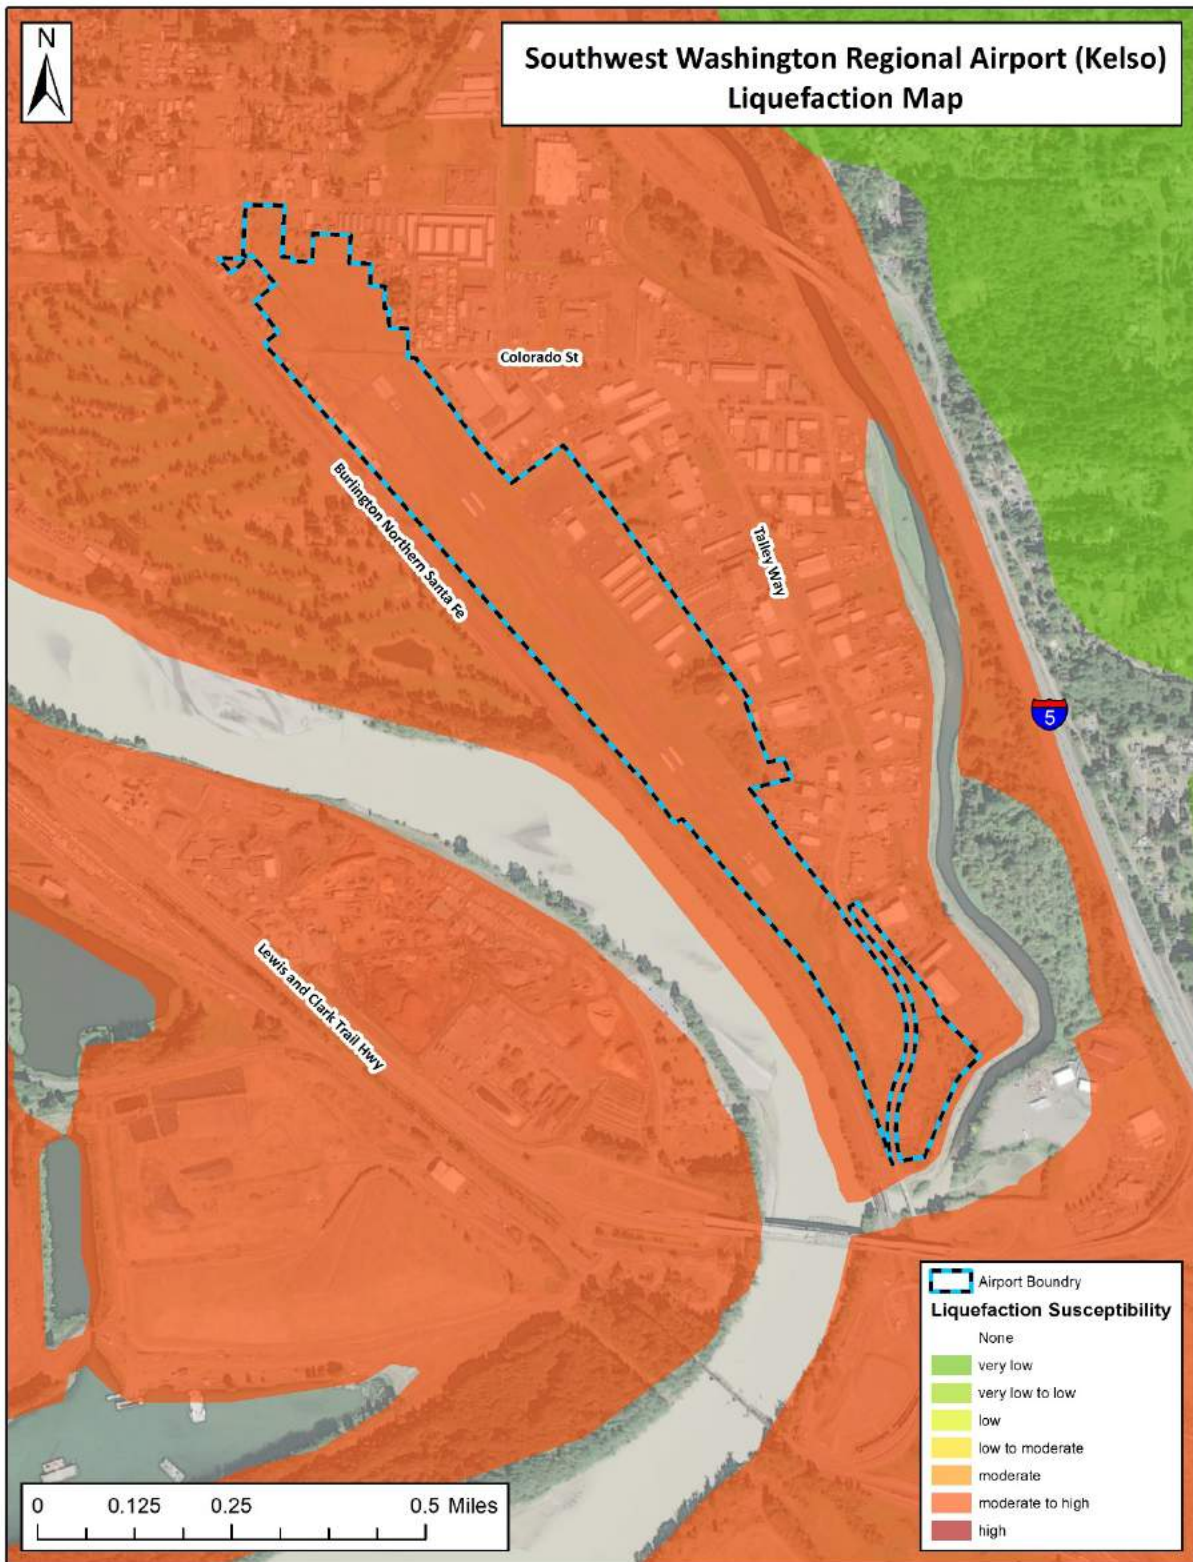 N
Southwest Washington Regional Airport (Kelso)
Liquefaction Map
Colorado St
Burlington Northern Santa Fe
Talley Way
5
Lewis and Clark Trail Hwy
Airport Boundry
Liquefaction Susceptibility
None
very low
very low to low
low
low to moderate
moderate
moderate to high
high
0 0.125 0.25 0.5 Miles